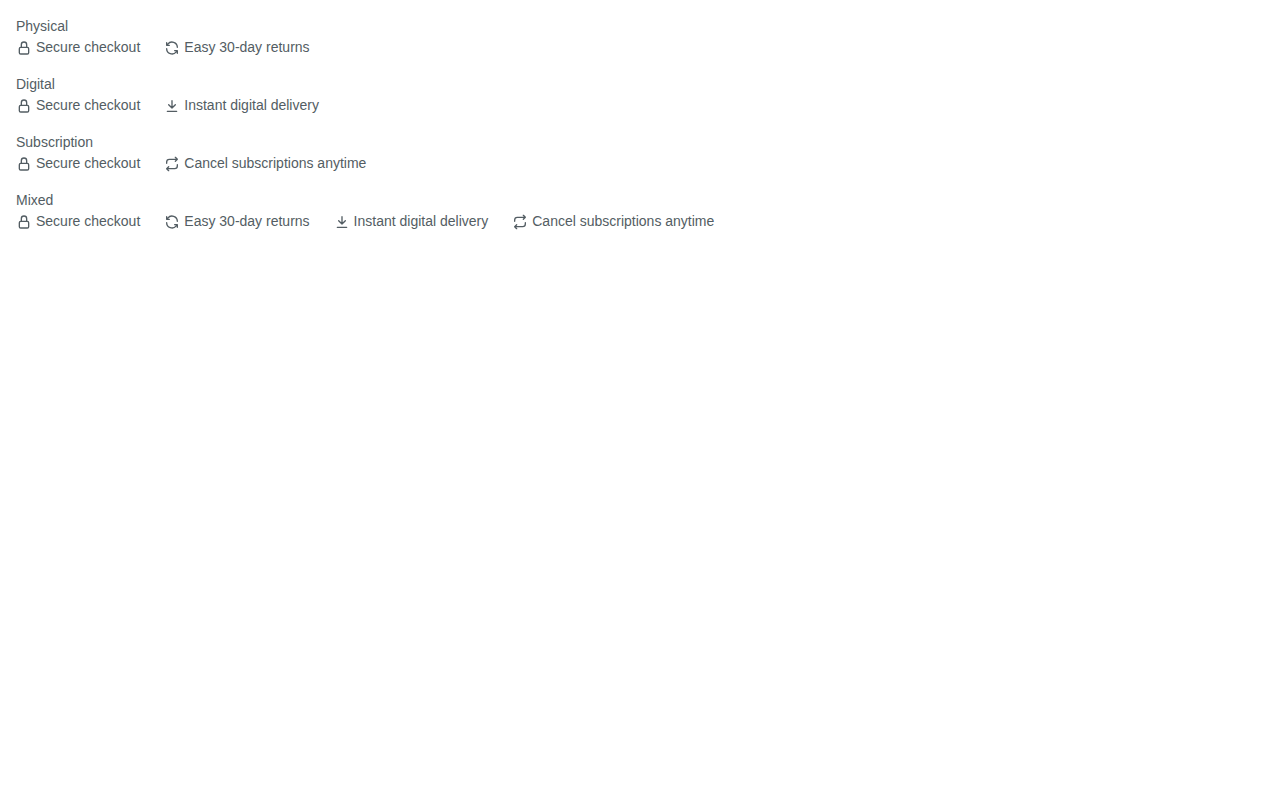 Physical
Secure checkout Easy 30-day returns
Digital
Secure checkout Instant digital delivery
Subscription
Secure checkout Cancel subscriptions anytime
Mixed
Secure checkout Easy 30-day returns Instant digital delivery Cancel subscriptions anytime